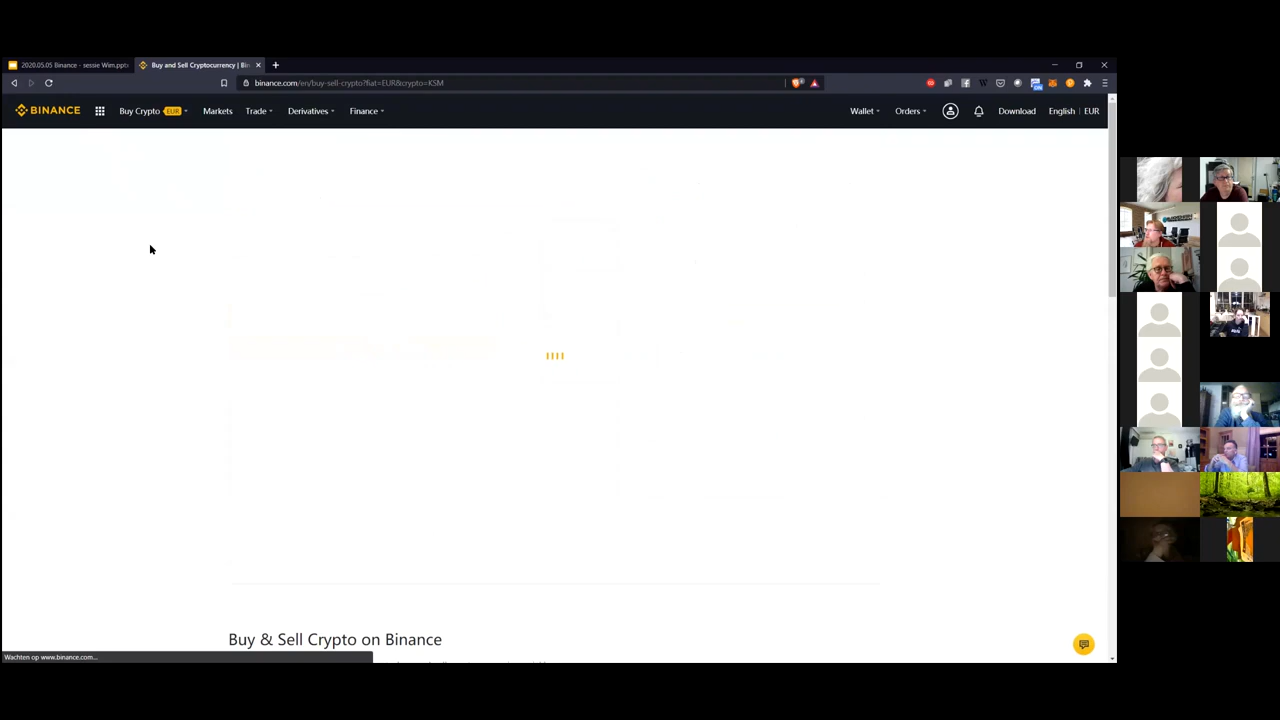 2020.05.05 Binance - sessie Wim.pptx
Buy and Sell Cryptocurrency | Bin
binance.com/en/buy-sell-crypto?fiat=EUR&crypto=KSM
BINANCE
Buy Crypto EUR
Markets
Trade
Derivatives
Finance
Wallet
Orders
Download
English | EUR
Buy & Sell Crypto on Binance
Wachten op www.binance.com...